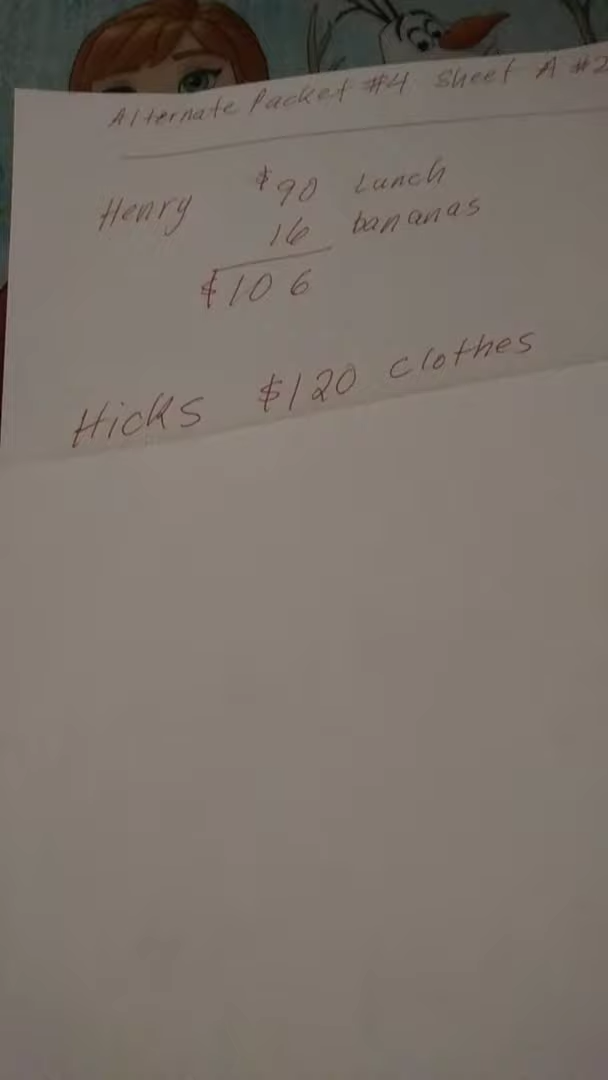 Alternate Packet #4 Sheet A #2
Henry $90 Lunch
16 bananas
$106
Hicks $120 clothes